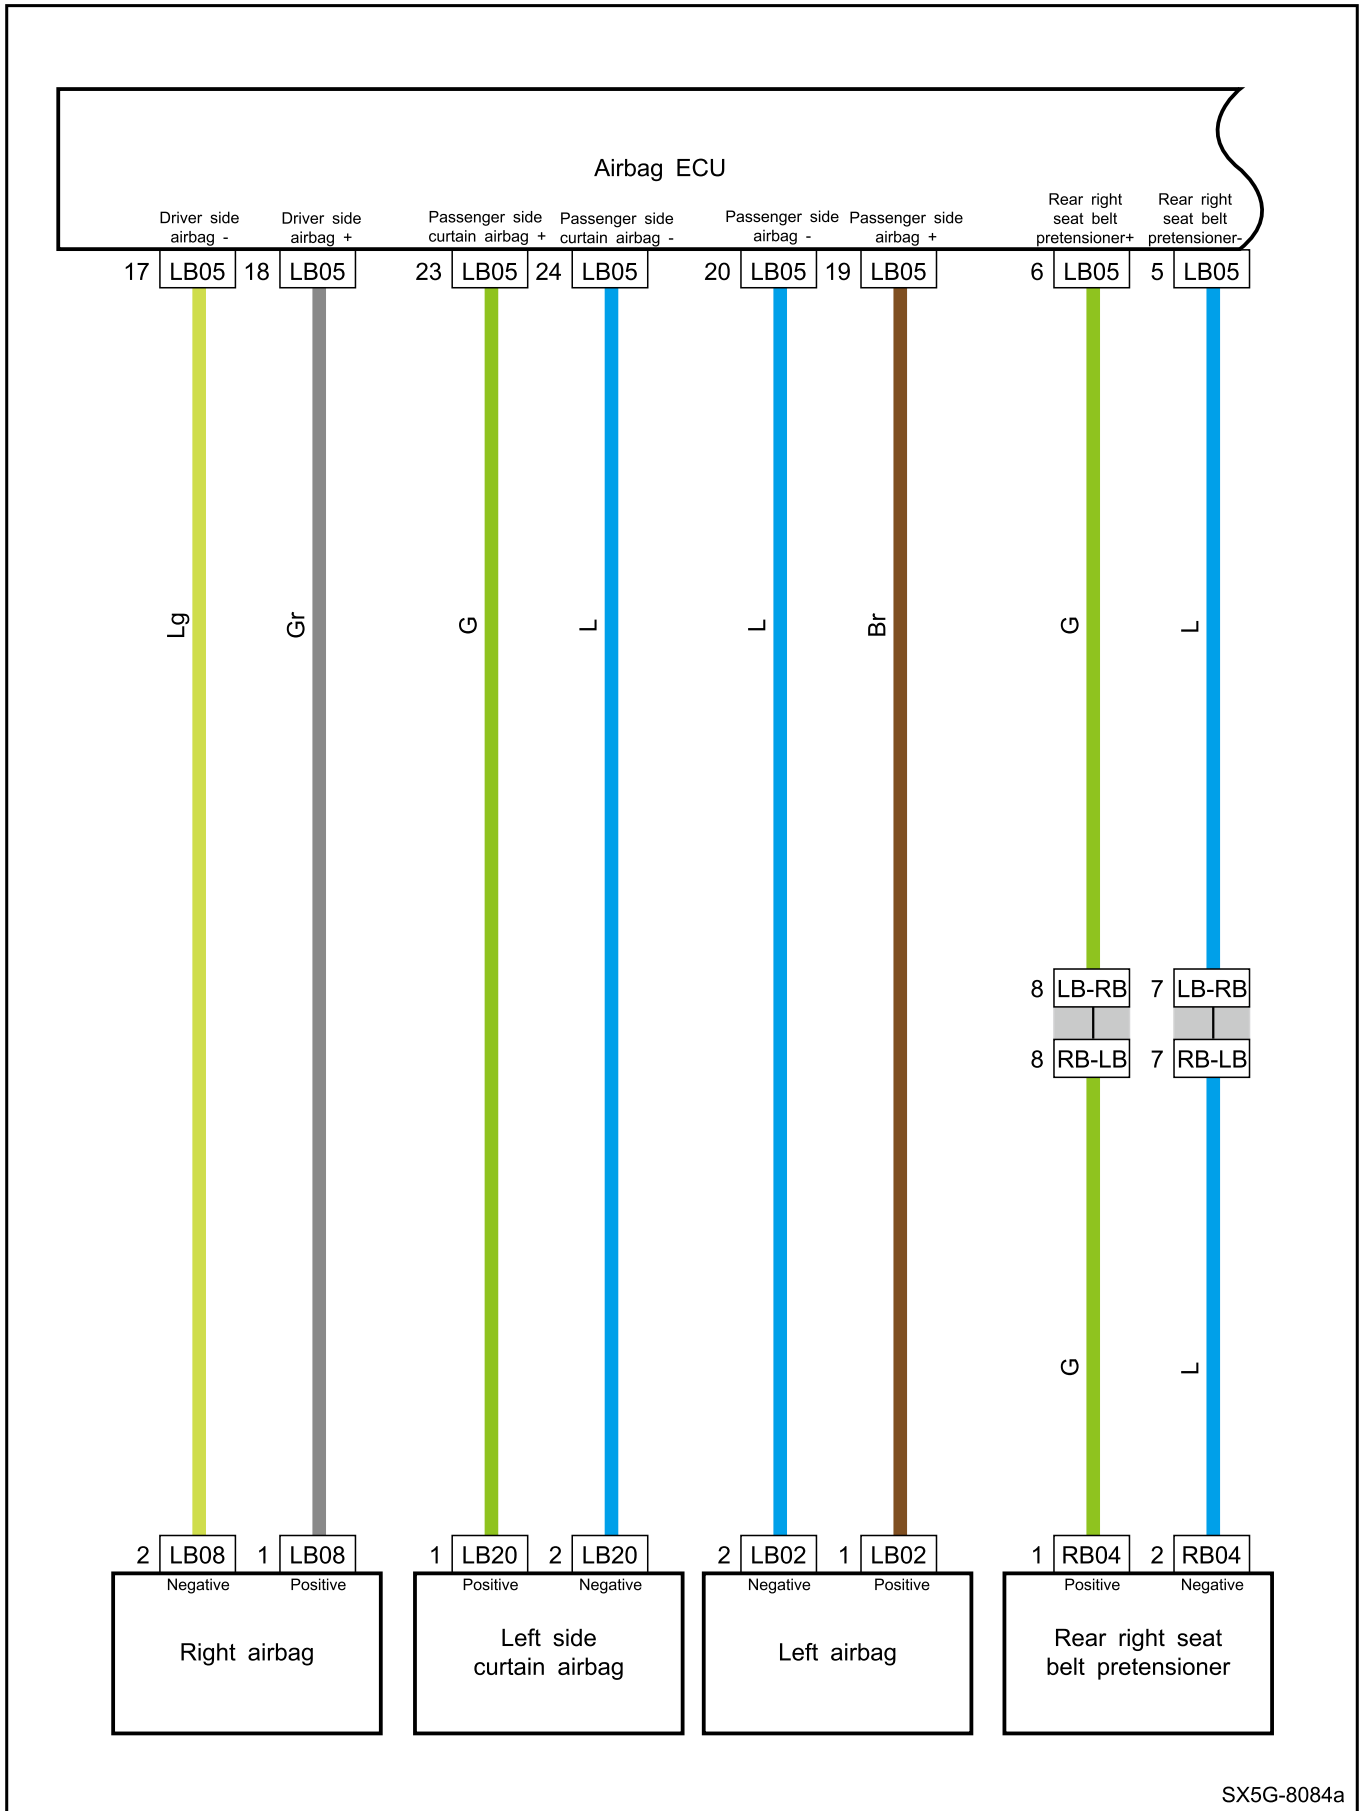 Airbag ECU
Driver side
airbag -
Driver side
airbag +
Passenger side
curtain airbag +
Passenger side
curtain airbag -
Passenger side
airbag -
Passenger side
airbag +
Rear right
seat belt
pretensioner+
Rear right
seat belt
pretensioner-
17 LB05 18 LB05 23 LB05 24 LB05 20 LB05 19 LB05 6 LB05 5 LB05
Lg Gr G L L Br G L
8 LB-RB 7 LB-RB
8 RB-LB 7 RB-LB
G L
2 LB08 1 LB08 1 LB20 2 LB20 2 LB02 1 LB02 1 RB04 2 RB04
Negative Positive Positive Negative Negative Positive Positive Negative
Right airbag
Left side
curtain airbag
Left airbag
Rear right seat
belt pretensioner
SX5G-8084a